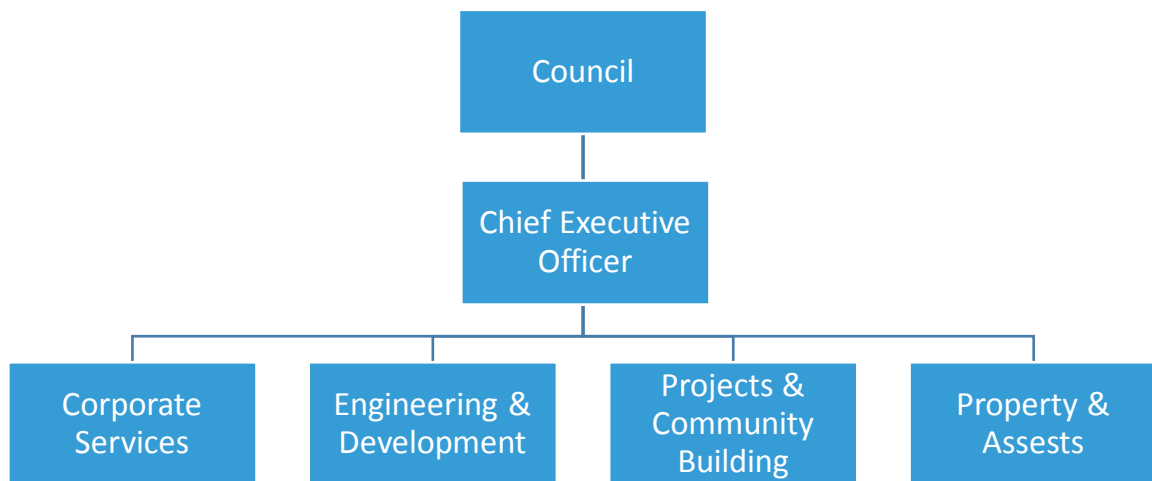 Council
Chief Executive
Officer
Corporate
Services
Engineering &
Development
Projects &
Community
Building
Property &
Assests